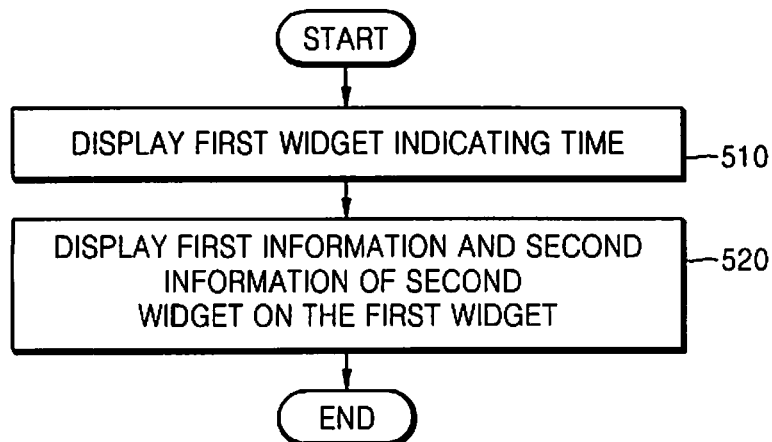 START
DISPLAY FIRST WIDGET INDICATING TIME
510
DISPLAY FIRST INFORMATION AND SECOND
INFORMATION OF SECOND
WIDGET ON THE FIRST WIDGET
520
END